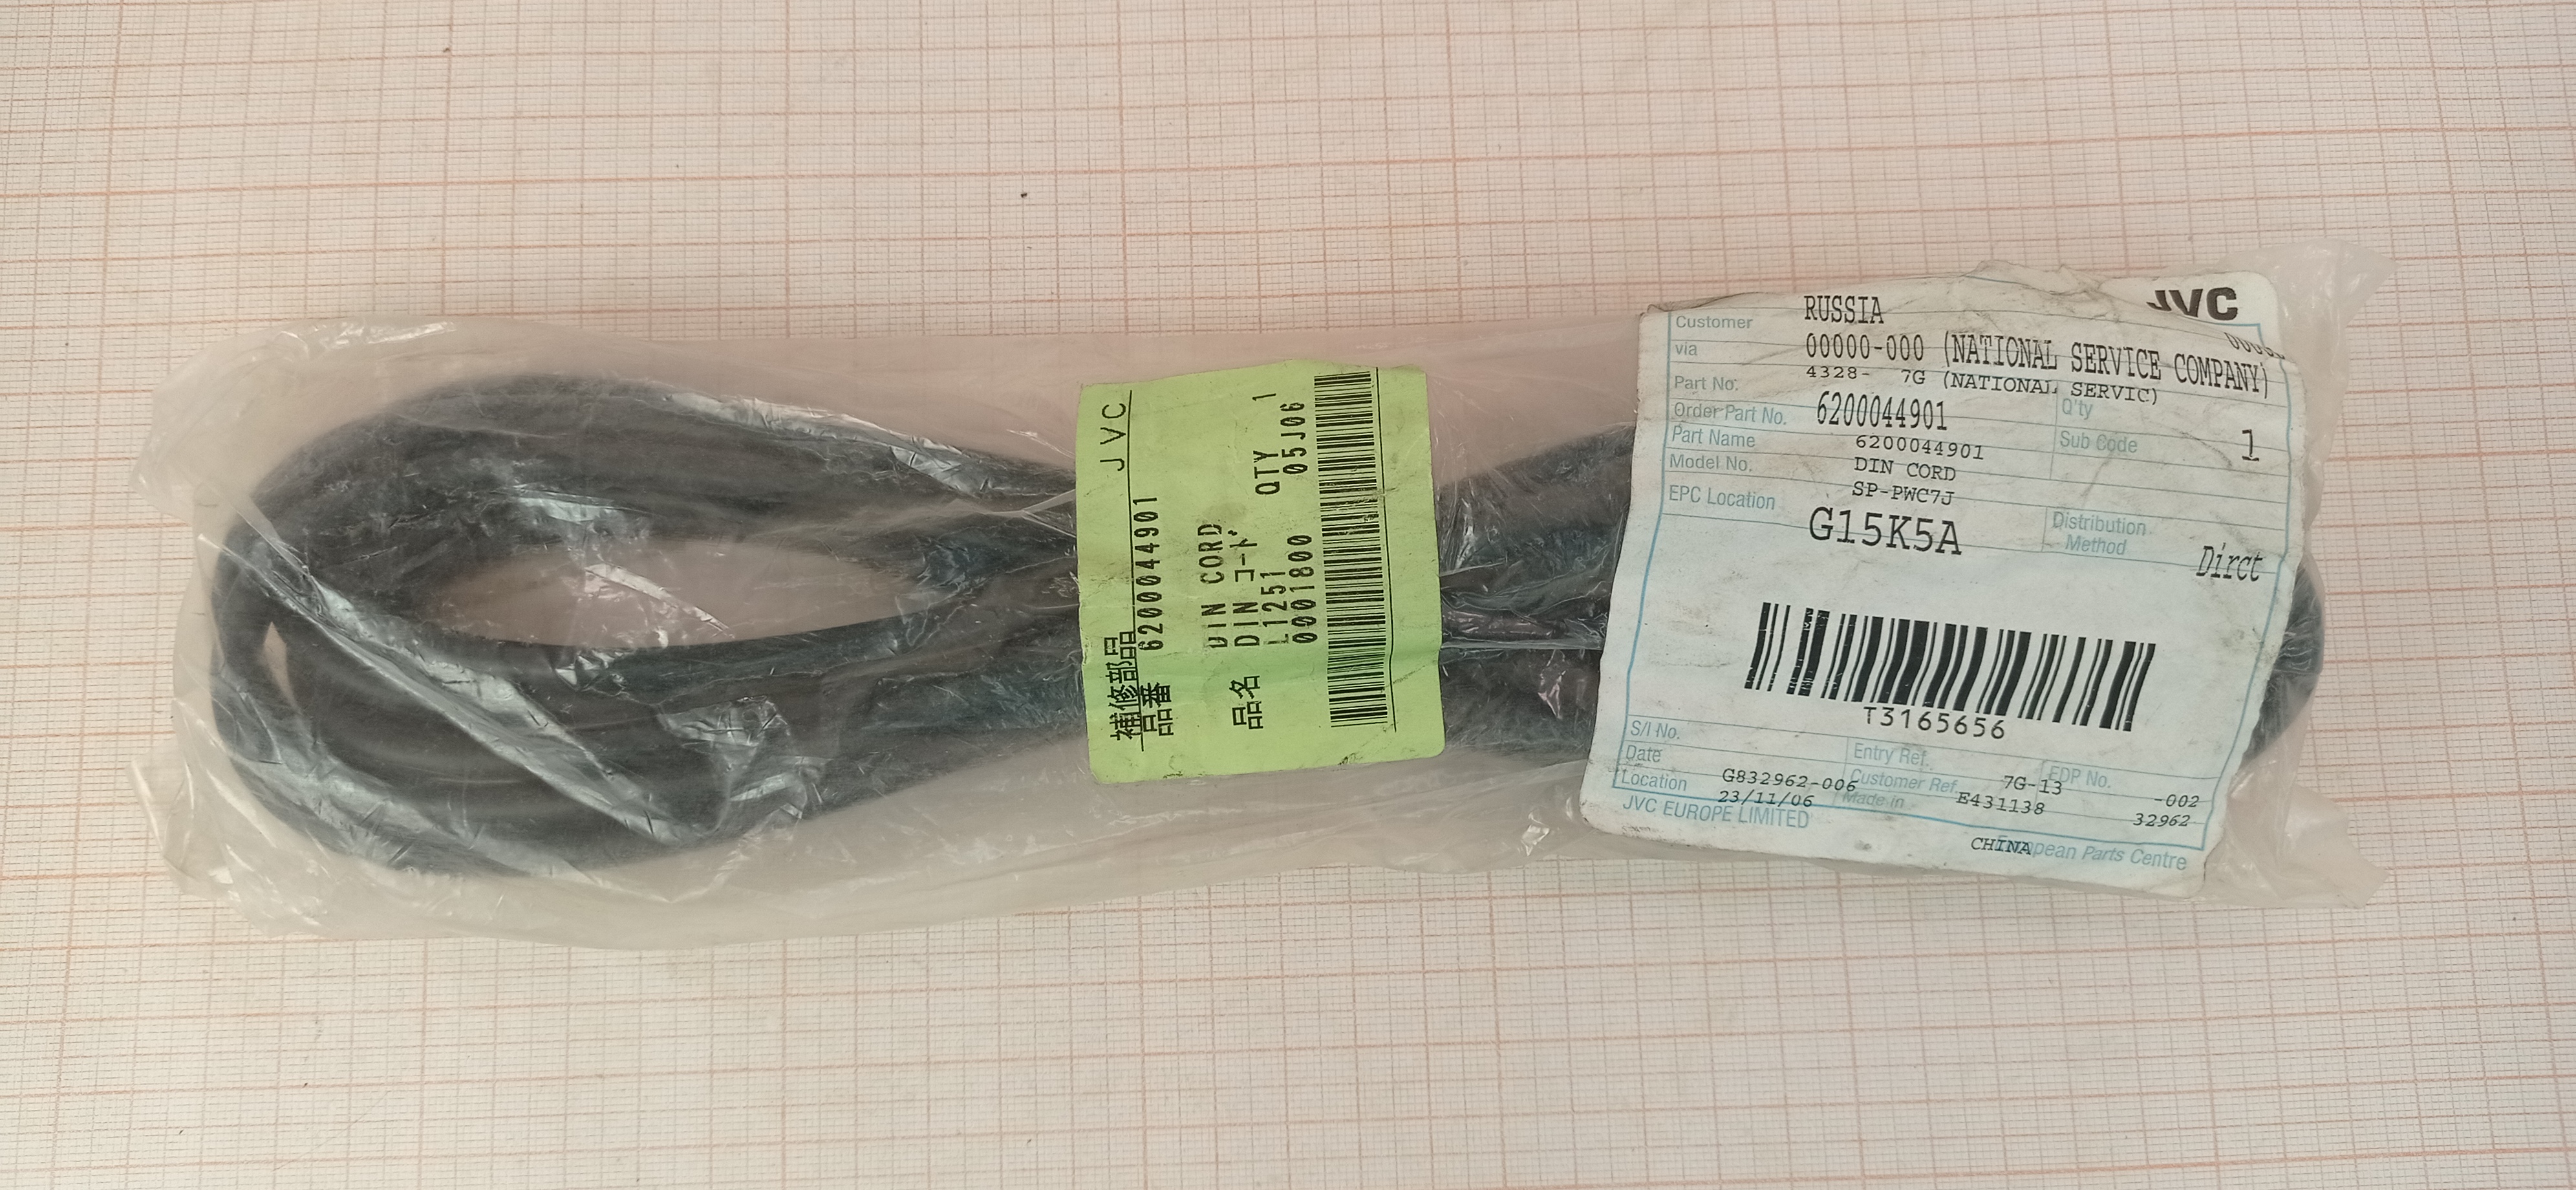 JVC
補修部品
品番 6200044901
DIN CORD
品名 DIN コード
L1251 QTY 1
0001800 05J06
JVC
Customer RUSSIA
via 00000-000 (NATIONAL SERVICE COMPANY)
4328- 7G (NATIONAL SERVIC)
Part No. 6200044901 Q'ty 1
Order Part No. 6200044901 Sub Code
Part Name DIN CORD
Model No. SP-PWC7J
EPC Location G15K5A Distribution Method Dirct
T3165656
S/I No. G832962-006 Entry Ref. 7G-13 EDP No. -002
Date 23/11/06 Customer Ref. E431138 32962
Location Made in CHINA
JVC EUROPE LIMITED